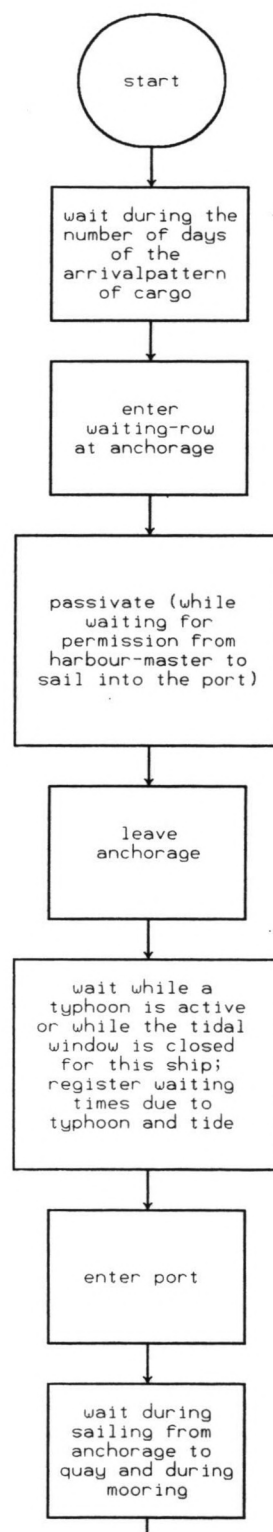 start
wait during the
number of days
of the
arrivalpattern
of cargo
enter
waiting-row
at anchorage
passivate (while
waiting for
permission from
harbour-master to
sail into the port)
leave
anchorage
wait while a
typhoon is active
or while the tidal
window is closed
for this ship;
register waiting
times due to
typhoon and tide
enter port
wait during
sailing from
anchorage to
quay and during
mooring